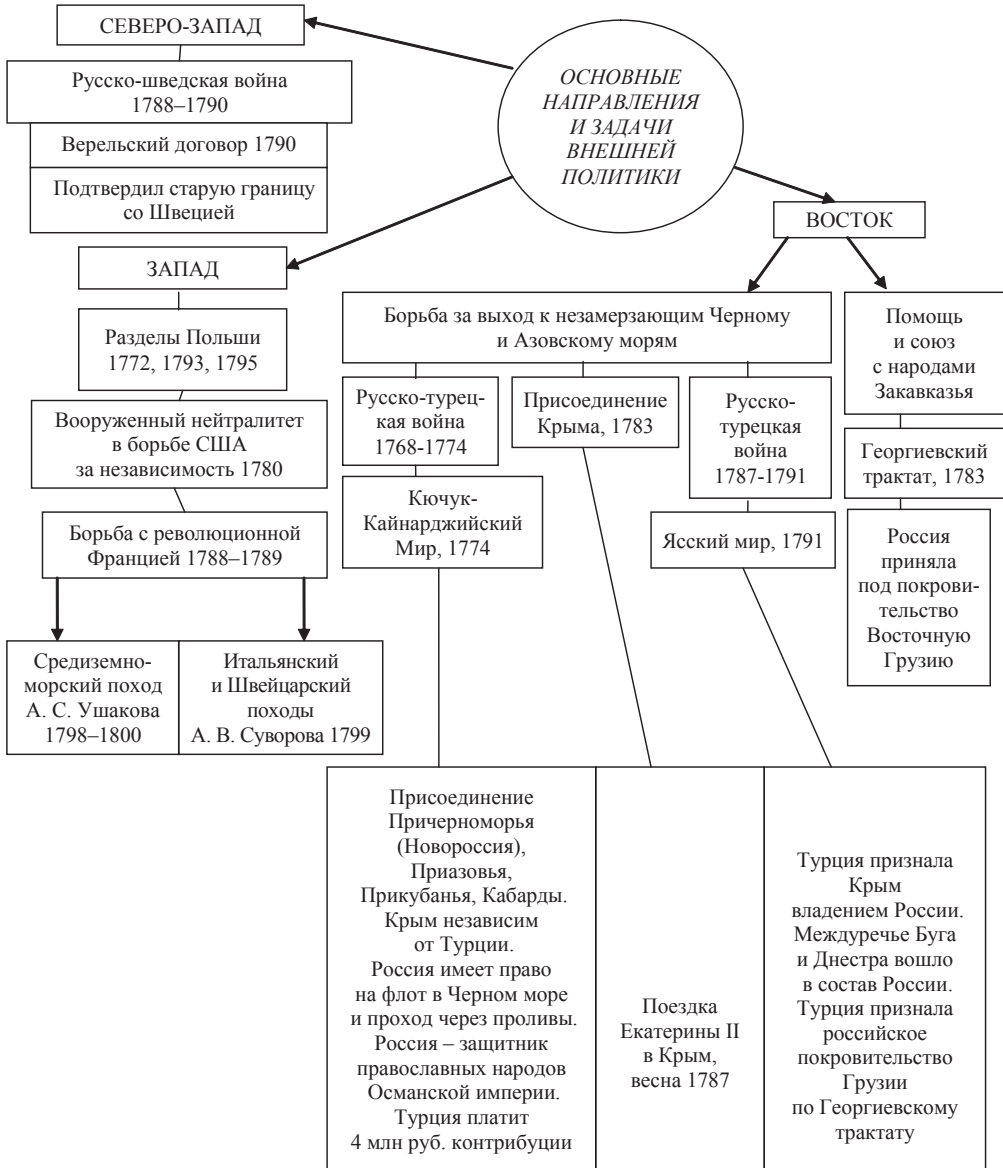 СЕВЕРО-ЗАПАД
Русско-шведская война
1788–1790
Верельский договор 1790
Подтвердил старую границу
со Швецией
ОСНОВНЫЕ
НАПРАВЛЕНИЯ
И ЗАДАЧИ
ВНЕШНЕЙ
ПОЛИТИКИ
ЗАПАД
Разделы Польши
1772, 1793, 1795
Вооруженный нейтралитет
в борьбе США
за независимость 1780
Борьба с революционной
Францией 1788–1789
Средиземно-
морский поход
А. С. Ушакова
1798–1800
Итальянский
и Швейцарский
походы
А. В. Суворова 1799
ВОСТОК
Борьба за выход к незамерзающим Черному
и Азовскому морям
Русско-турец-
кая война
1768-1774
Кючук-
Кайнарджийский
Мир, 1774
Присоединение
Крыма, 1783
Русско-
турецкая
война
1787-1791
Ясский мир, 1791
Помощь
и союз
с народами
Закавказья
Георгиевский
трактат, 1783
Россия
приняла
под покрови-
тельство
Восточную
Грузию
Присоединение
Причерноморья
(Новороссия),
Приазовья,
Прикубанья, Кабарды.
Крым независим
от Турции.
Россия имеет право
на флот в Черном море
и проход через проливы.
Россия – защитник
православных народов
Османской империи.
Турция платит
4 млн руб. контрибуции
Поездка
Екатерины II
в Крым,
весна 1787
Турция признала
Крым
владением России.
Междуречье Буга
и Днестра вошло
в состав России.
Турция признала
российское
покровительство
Грузии
по Георгиевскому
трактату